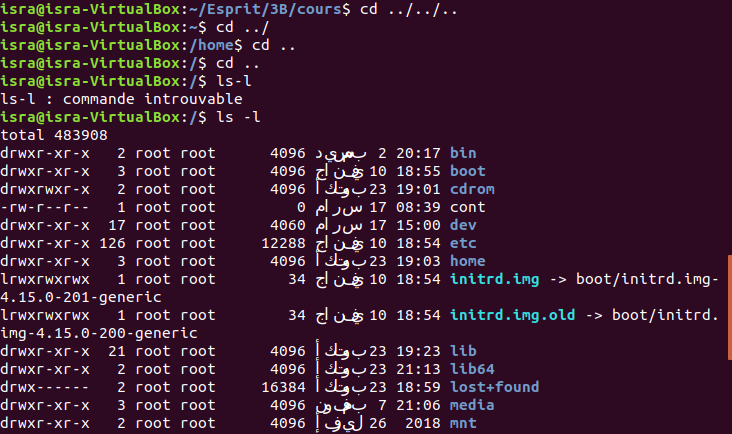 isra@isra-VirtualBox:~/Esprit/3B/cours$ cd ../../..
isra@isra-VirtualBox:~$ cd ../
isra@isra-VirtualBox:/home$ cd ..
isra@isra-VirtualBox:/$ cd ..
isra@isra-VirtualBox:/$ ls-l
ls-l : commande introuvable
isra@isra-VirtualBox:/$ ls -l
total 483908
drwxr-xr-x   2 root root      4096 ديسمب  2 20:17 bin
drwxr-xr-x   3 root root      4096 جانفي 10 18:55 boot
drwxrwxr-x   2 root root      4096 أكتوب 23 19:01 cdrom
-rw-r--r--   1 root root         0 مارس 17 08:39 cont
drwxr-xr-x  17 root root      4060 مارس 17 15:00 dev
drwxr-xr-x 126 root root     12288 جانفي 10 18:54 etc
drwxr-xr-x   3 root root      4096 أكتوب 23 19:03 home
lrwxrwxrwx   1 root root        34 جانفي 10 18:54 initrd.img -> boot/initrd.img-
4.15.0-201-generic
lrwxrwxrwx   1 root root        34 جانفي 10 18:54 initrd.img.old -> boot/initrd.
img-4.15.0-200-generic
drwxr-xr-x  21 root root      4096 أكتوب 23 19:23 lib
drwxr-xr-x   2 root root      4096 أكتوب 23 21:13 lib64
drwx------   2 root root     16384 أكتوب 23 18:59 lost+found
drwxr-xr-x   3 root root      4096 نوفمب  7 21:06 media
drwxr-xr-x   2 root root      4096 أفريل 26  2018 mnt